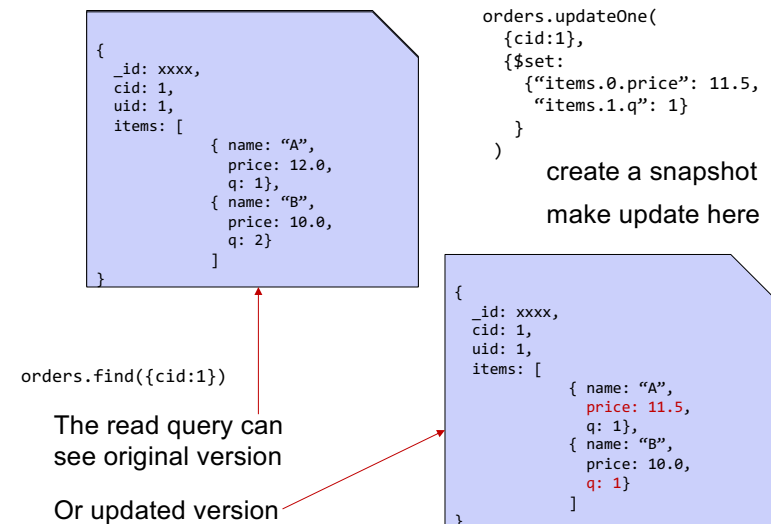 {
  _id: xxxx,
  cid: 1,
  uid: 1,
  items: [
            { name: “A”,
              price: 12.0,
              q: 1},
            { name: “B”,
              price: 10.0,
              q: 2}
            ]
}
orders.updateOne(
  {cid:1},
  {$set:
    {“items.0.price”: 11.5,
     “items.1.q”: 1}
   }
 )
create a snapshot
make update here
orders.find({cid:1})
The read query can
see original version
Or updated version
{
  _id: xxxx,
  cid: 1,
  uid: 1,
  items: [
            { name: “A”,
              price: 11.5,
              q: 1},
            { name: “B”,
              price: 10.0,
              q: 1}
            ]
}